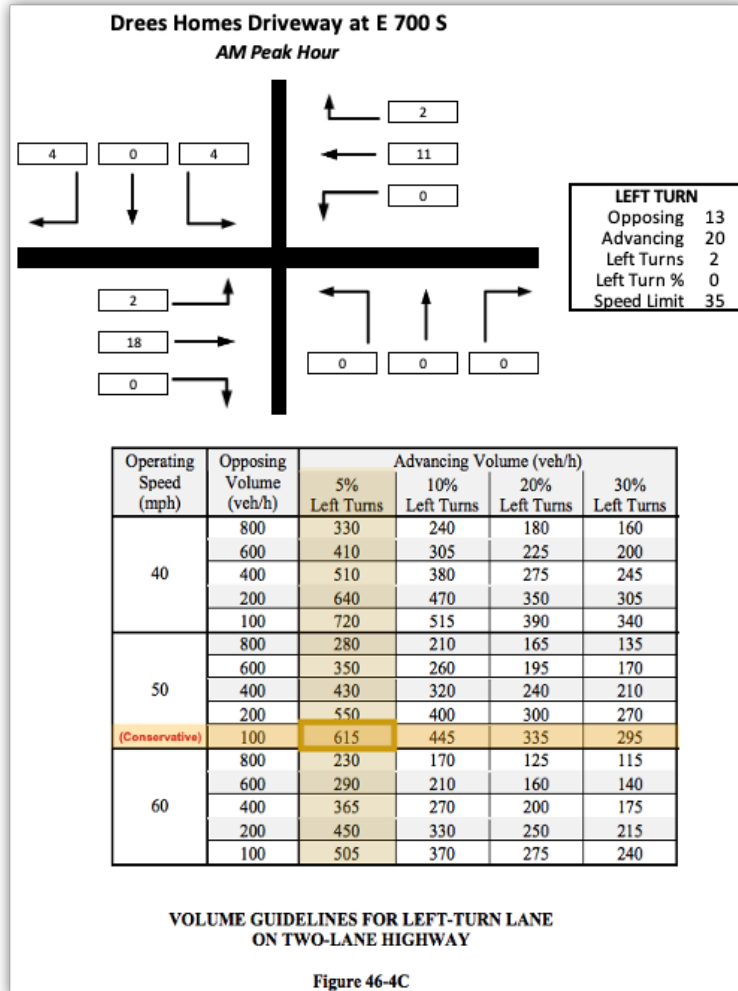 Drees Homes Driveway at E 700 S
AM Peak Hour
2
4 0 4
11
0
LEFT TURN
Opposing 13
Advancing 20
Left Turns 2
Left Turn % 0
Speed Limit 35
2
18
0
0 0 0
Operating Speed (mph) Opposing Volume (veh/h) Advancing Volume (veh/h)
5% Left Turns 10% Left Turns 20% Left Turns 30% Left Turns
40
800 330 240 180 160
600 410 305 225 200
400 510 380 275 245
200 640 470 350 305
100 720 515 390 340
50
800 280 210 165 135
600 350 260 195 170
400 430 320 240 210
200 550 400 300 270
(Conservative) 100 615 445 335 295
60
800 230 170 125 115
600 290 210 160 140
400 365 270 200 175
200 450 330 250 215
100 505 370 275 240
VOLUME GUIDELINES FOR LEFT-TURN LANE
ON TWO-LANE HIGHWAY
Figure 46-4C